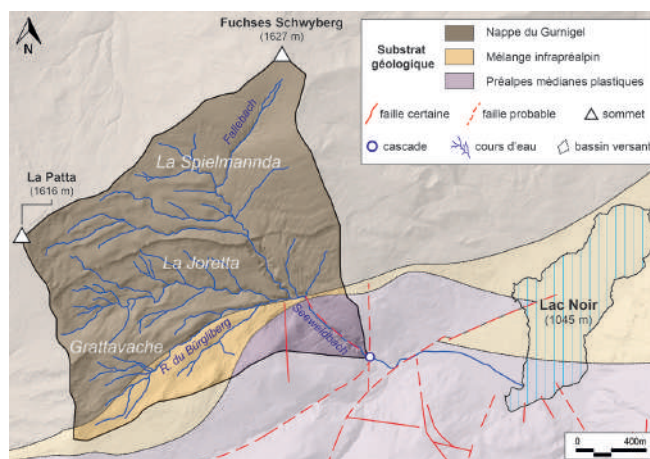 N
Fuchses Schwyberg
(1627 m)
Substrat
géologique
Nappe du Gurnigel
Mélange infrapréalpin
Préalpes médianes plastiques
faille certaine
faille probable
sommet
cascade
cours d'eau
bassin versant
Fallebach
La Spielmannda
La Patta
(1616 m)
La Joretta
Grattavache
R. du Bürgliberg
Seeweidbach
Lac Noir
(1045 m)
0 400m